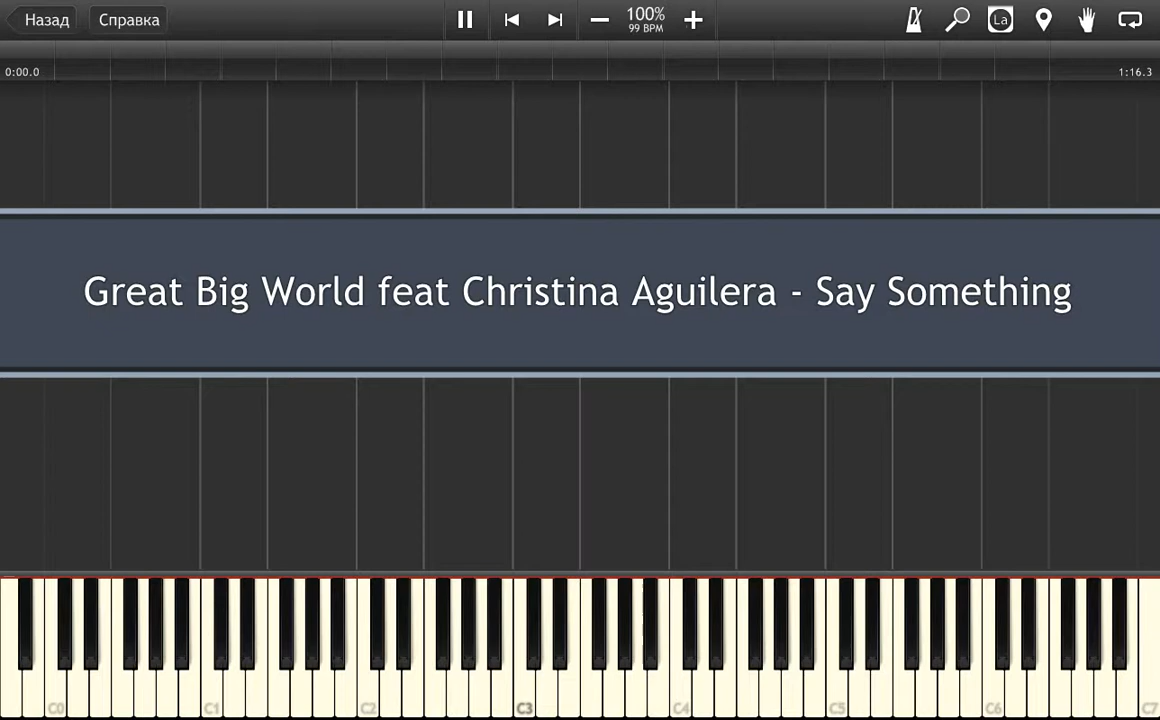 Назад
Справка
100%
99 BPM
La
0:00.0
1:16.3
Great Big World feat Christina Aguilera - Say Something
C0 C1 C2 C3 C4 C5 C6 C7